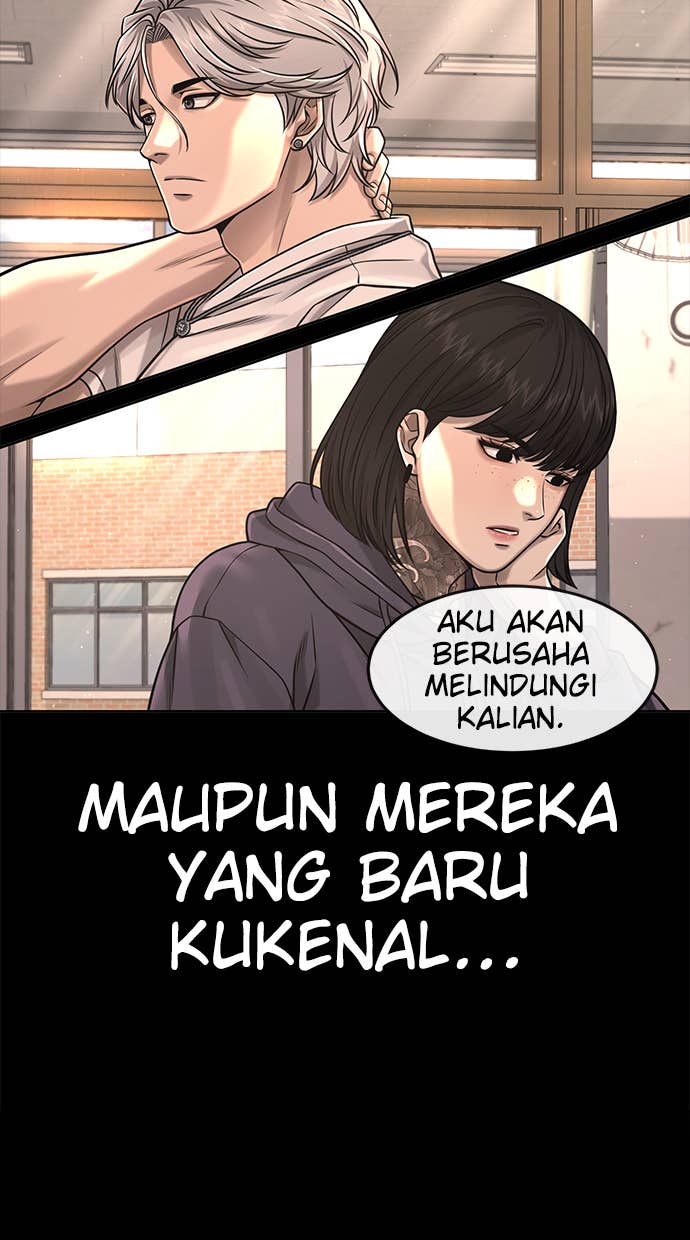 AKU AKAN
BERUSAHA
MELINDUNGI
KALIAN.
MAUPUN MEREKA
YANG BARU
KUKENAL...